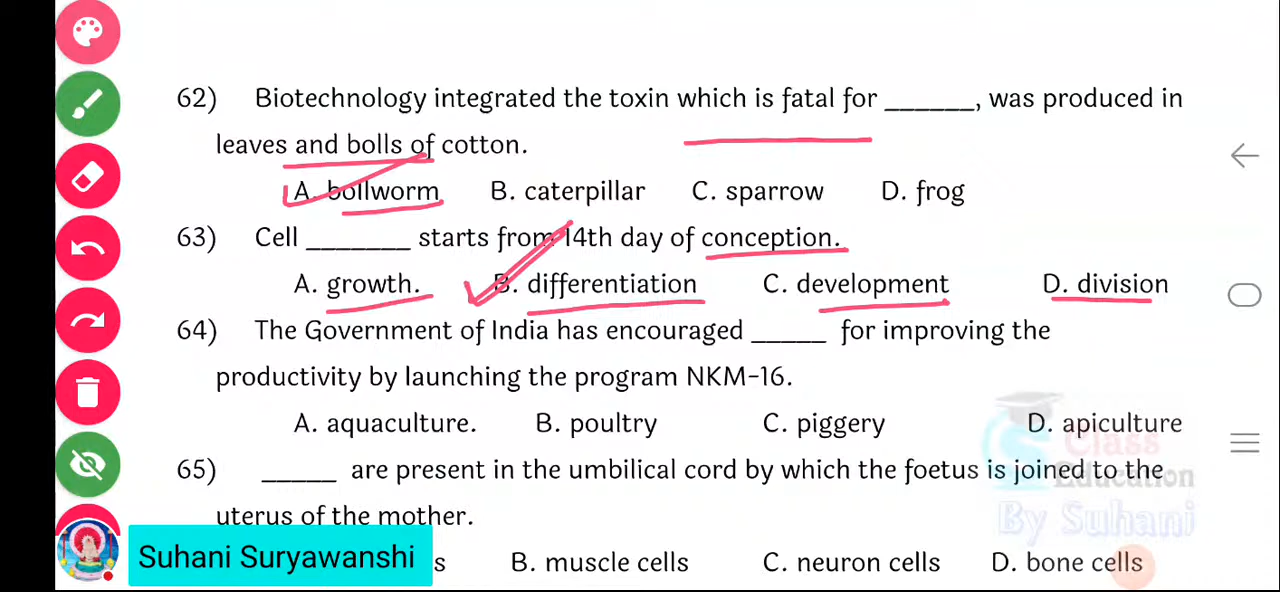 62) Biotechnology integrated the toxin which is fatal for ______, was produced in
leaves and bolls of cotton.
A. bollworm B. caterpillar C. sparrow D. frog
63) Cell _______ starts from 14th day of conception.
A. growth. B. differentiation C. development D. division
64) The Government of India has encouraged _____ for improving the
productivity by launching the program NKM-16.
A. aquaculture. B. poultry C. piggery D. apiculture
Class
Education
By Suhani
65) _____ are present in the umbilical cord by which the foetus is joined to the
uterus of the mother.
Suhani Suryawanshi
s B. muscle cells C. neuron cells D. bone cells